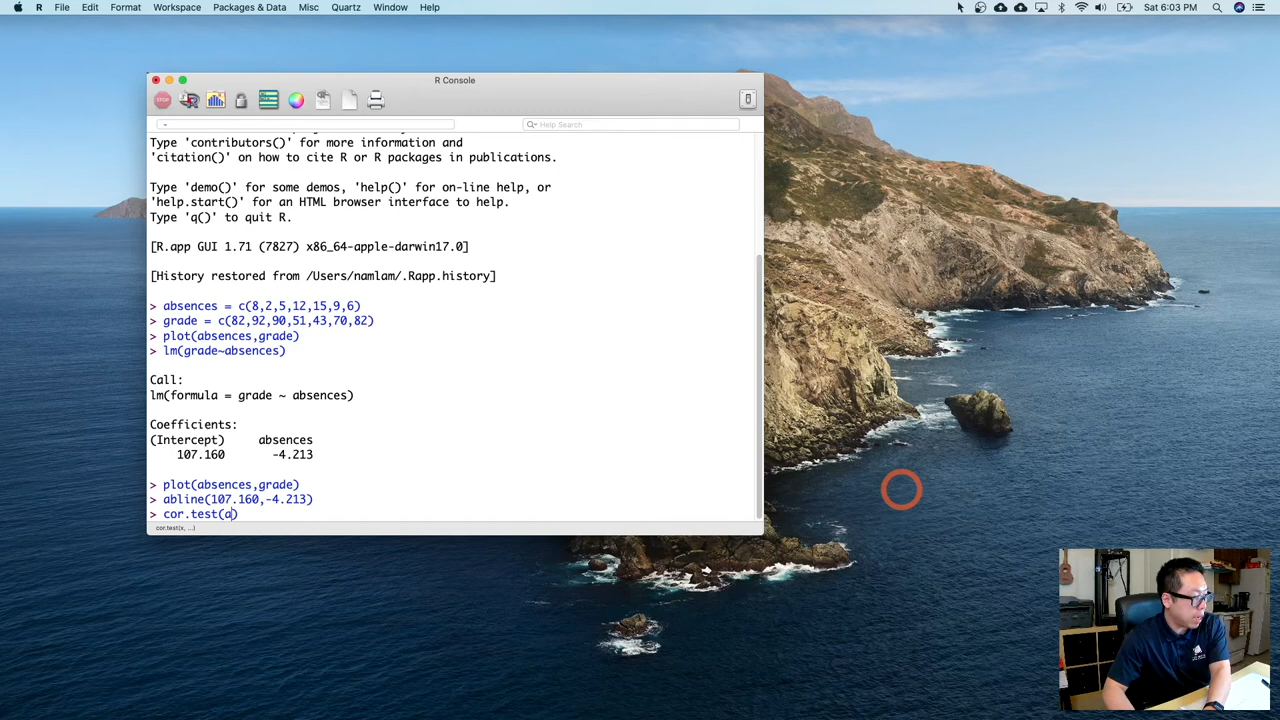 R File Edit Format Workspace Packages & Data Misc Quartz Window Help Sat 6:03 PM
R Console
STOP
~ Help Search
Type 'contributors()' for more information and
'citation()' on how to cite R or R packages in publications.
Type 'demo()' for some demos, 'help()' for on-line help, or
'help.start()' for an HTML browser interface to help.
Type 'q()' to quit R.
[R.app GUI 1.71 (7827) x86_64-apple-darwin17.0]
[History restored from /Users/namlam/.Rapp.history]
> absences = c(8,2,5,12,15,9,6)
> grade = c(82,92,90,51,43,70,82)
> plot(absences,grade)
> lm(grade~absences)
Call:
lm(formula = grade ~ absences)
Coefficients:
(Intercept) absences
107.160 -4.213
> plot(absences,grade)
> abline(107.160,-4.213)
> cor.test(a)
cor.test(x, ...)